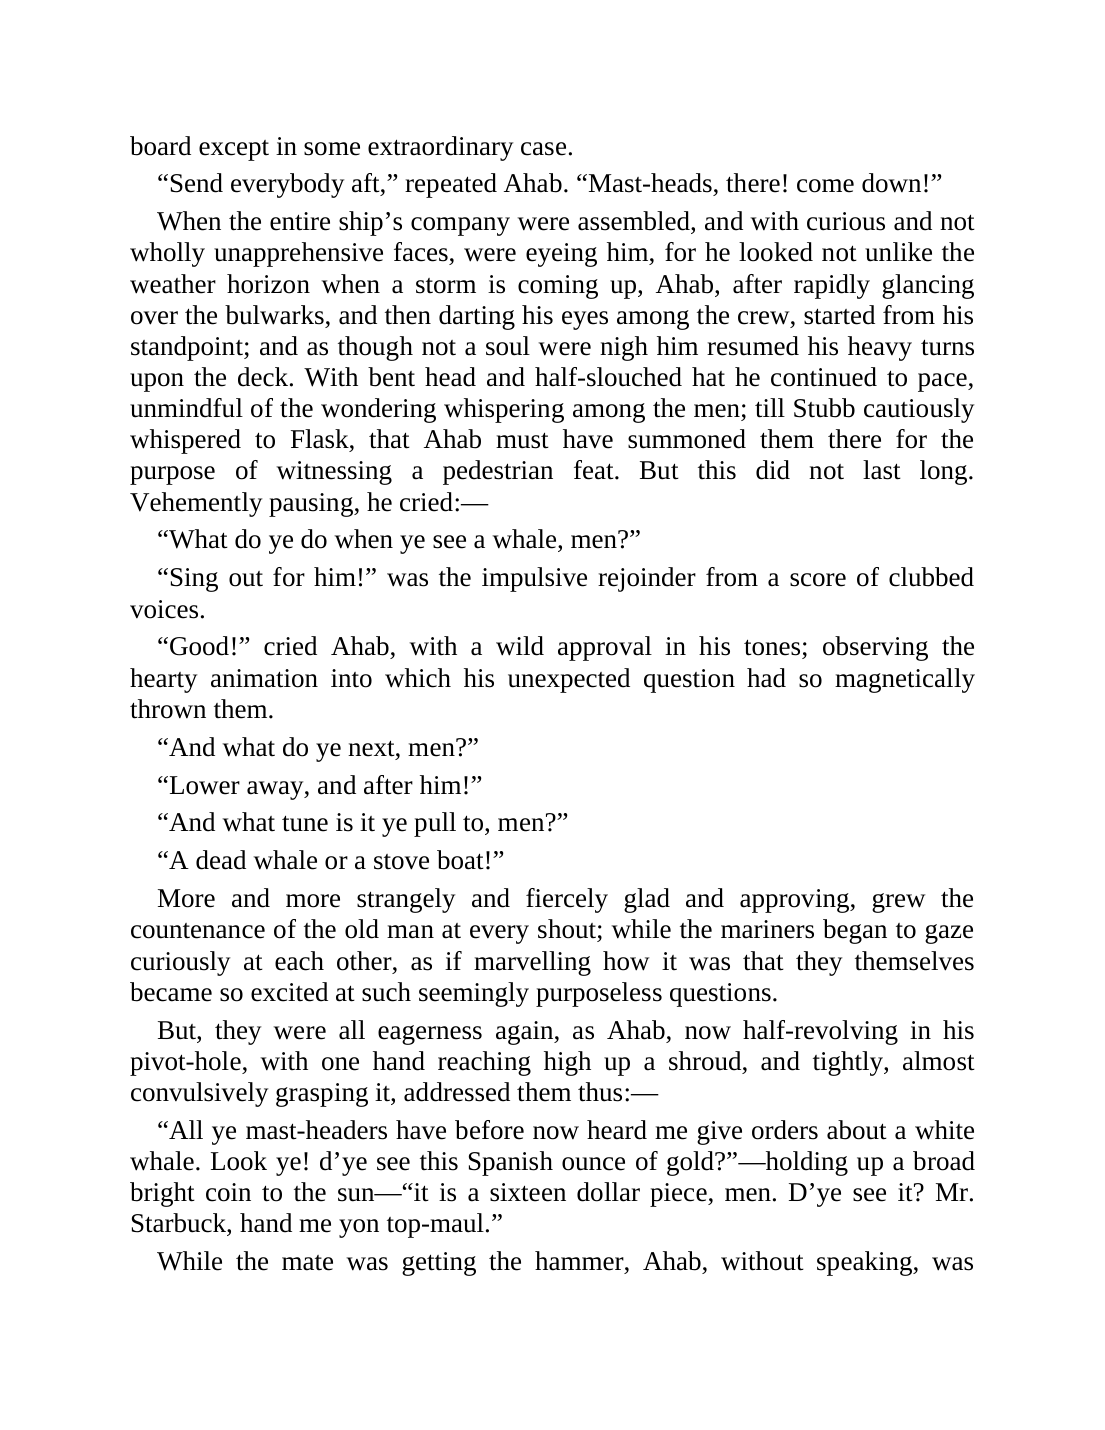 board except in some extraordinary case.
“Send everybody aft,” repeated Ahab. “Mast-heads, there! come down!”
When the entire ship’s company were assembled, and with curious and not
wholly unapprehensive faces, were eyeing him, for he looked not unlike the
weather horizon when a storm is coming up, Ahab, after rapidly glancing
over the bulwarks, and then darting his eyes among the crew, started from his
standpoint; and as though not a soul were nigh him resumed his heavy turns
upon the deck. With bent head and half-slouched hat he continued to pace,
unmindful of the wondering whispering among the men; till Stubb cautiously
whispered to Flask, that Ahab must have summoned them there for the
purpose of witnessing a pedestrian feat. But this did not last long.
Vehemently pausing, he cried:—
“What do ye do when ye see a whale, men?”
“Sing out for him!” was the impulsive rejoinder from a score of clubbed
voices.
“Good!” cried Ahab, with a wild approval in his tones; observing the
hearty animation into which his unexpected question had so magnetically
thrown them.
“And what do ye next, men?”
“Lower away, and after him!”
“And what tune is it ye pull to, men?”
“A dead whale or a stove boat!”
More and more strangely and fiercely glad and approving, grew the
countenance of the old man at every shout; while the mariners began to gaze
curiously at each other, as if marvelling how it was that they themselves
became so excited at such seemingly purposeless questions.
But, they were all eagerness again, as Ahab, now half-revolving in his
pivot-hole, with one hand reaching high up a shroud, and tightly, almost
convulsively grasping it, addressed them thus:—
“All ye mast-headers have before now heard me give orders about a white
whale. Look ye! d’ye see this Spanish ounce of gold?”—holding up a broad
bright coin to the sun—“it is a sixteen dollar piece, men. D’ye see it? Mr.
Starbuck, hand me yon top-maul.”
While the mate was getting the hammer, Ahab, without speaking, was